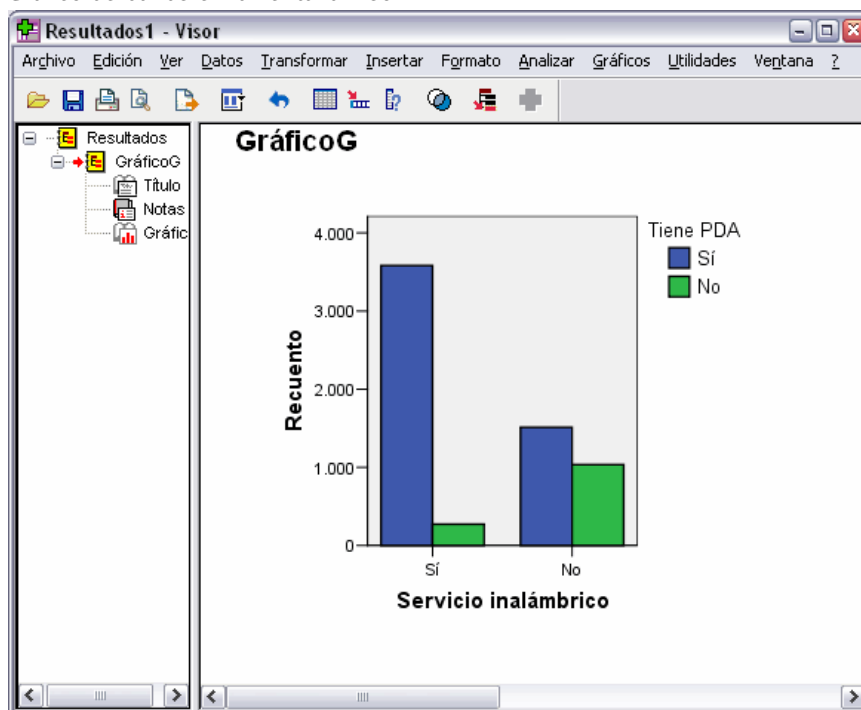 Resultados1 - Visor
Archivo Edición Ver Datos Transformar Insertar Formato Analizar Gráficos Utilidades Ventana ?
Resultados
GráficoG
Título
Notas
Gráfic
GráficoG
Tiene PDA
Sí
No
4.000
3.000
2.000
1.000
0
Recuento
Sí No
Servicio inalámbrico